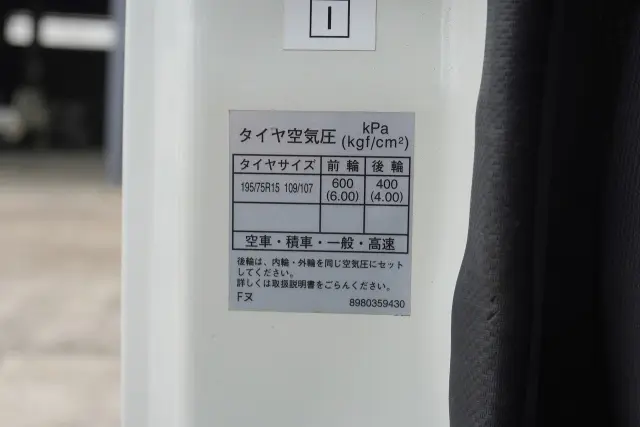 I
タイヤ空気圧 kPa (kgf/cm²)
タイヤサイズ 前輪 後輪
195/75R15 109/107 600 (6.00) 400 (4.00)
空車・積車・一般・高速
後輪は、内輪・外輪を同じ空気圧にセット
してください。
詳しくは取扱説明書をごらんください。
Fヌ 8980359430